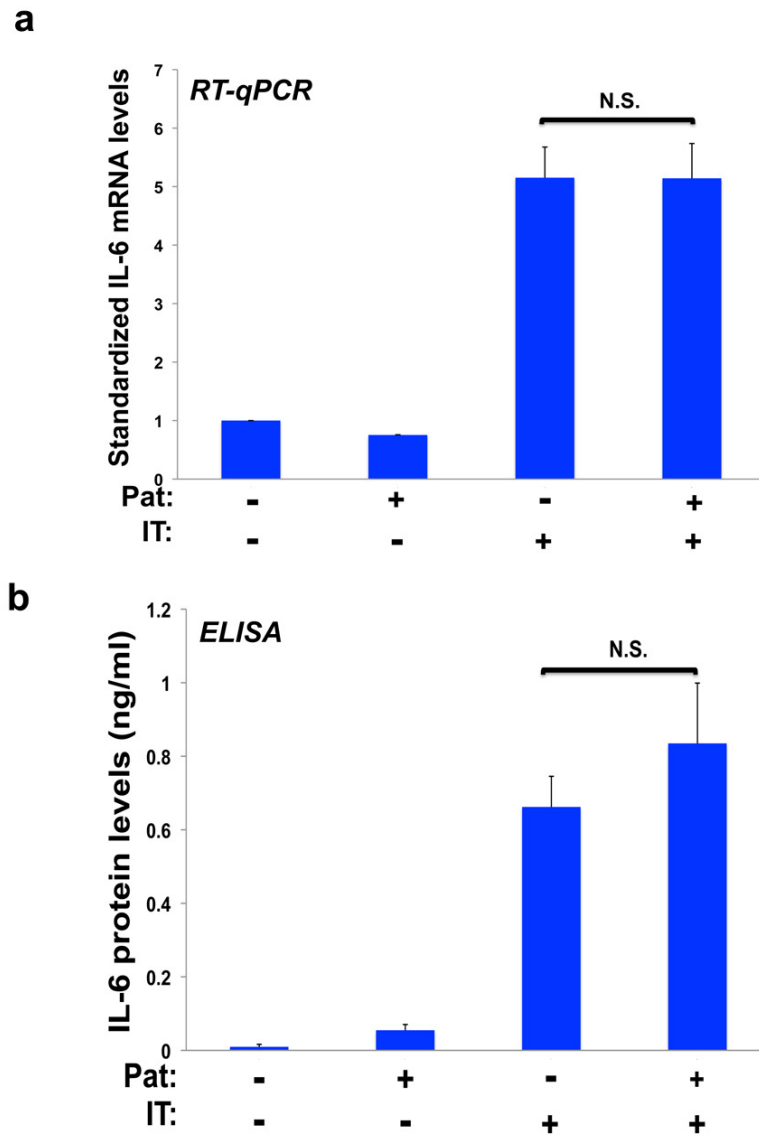 a
Standardized IL-6 mRNA levels
RT-qPCR
N.S.
7
6
5
4
3
2
1
0
Pat: - + - +
IT: - - + +
b
IL-6 protein levels (ng/ml)
ELISA
N.S.
1.2
1
0.8
0.6
0.4
0.2
0
Pat: - + - +
IT: - - + +